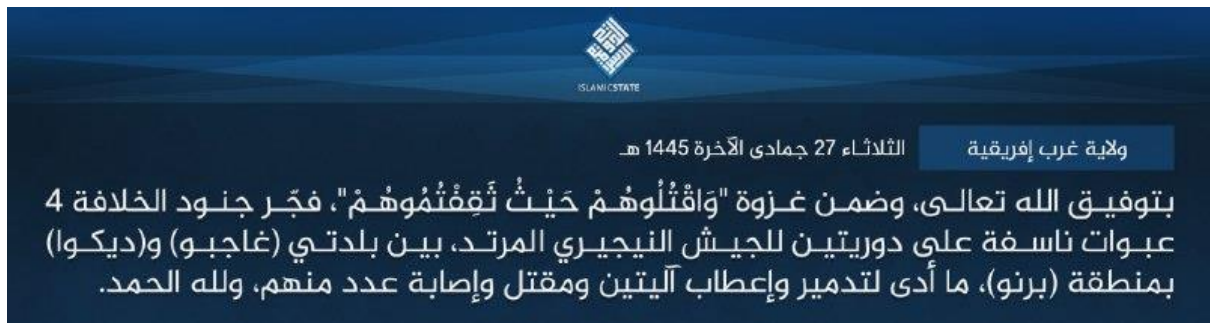 ISLAMIC STATE
ولاية غرب إفريقية
الثلاثاء 27 جمادى الآخرة 1445 هـ
بتوفيق الله تعالى، وضمن غزوة "وَاقْتُلُوهُمْ حَيْثُ ثَقِفْتُمُوهُمْ"، فجّر جنود الخلافة 4
عبوات ناسفة على دوريتين للجيش النيجيري المرتد، بين بلدتي (غاجبو) و(ديكوا)
بمنطقة (برنو)، ما أدى لتدمير وإعطاب آليتين ومقتل وإصابة عدد منهم، ولله الحمد.